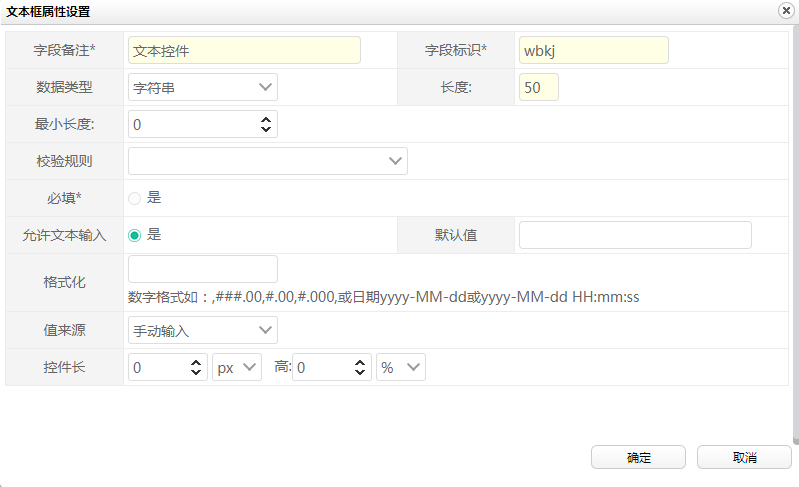 文本框属性设置
字段备注* 文本控件 字段标识* wbkj
数据类型 字符串 长度: 50
最小长度: 0
校验规则
必填* 是
允许文本输入 是 默认值
格式化
数字格式如：,###.00,#.00,#.000,或日期yyyy-MM-dd或yyyy-MM-dd HH:mm:ss
值来源 手动输入
控件长 0 px 高:0 %
确定 取消